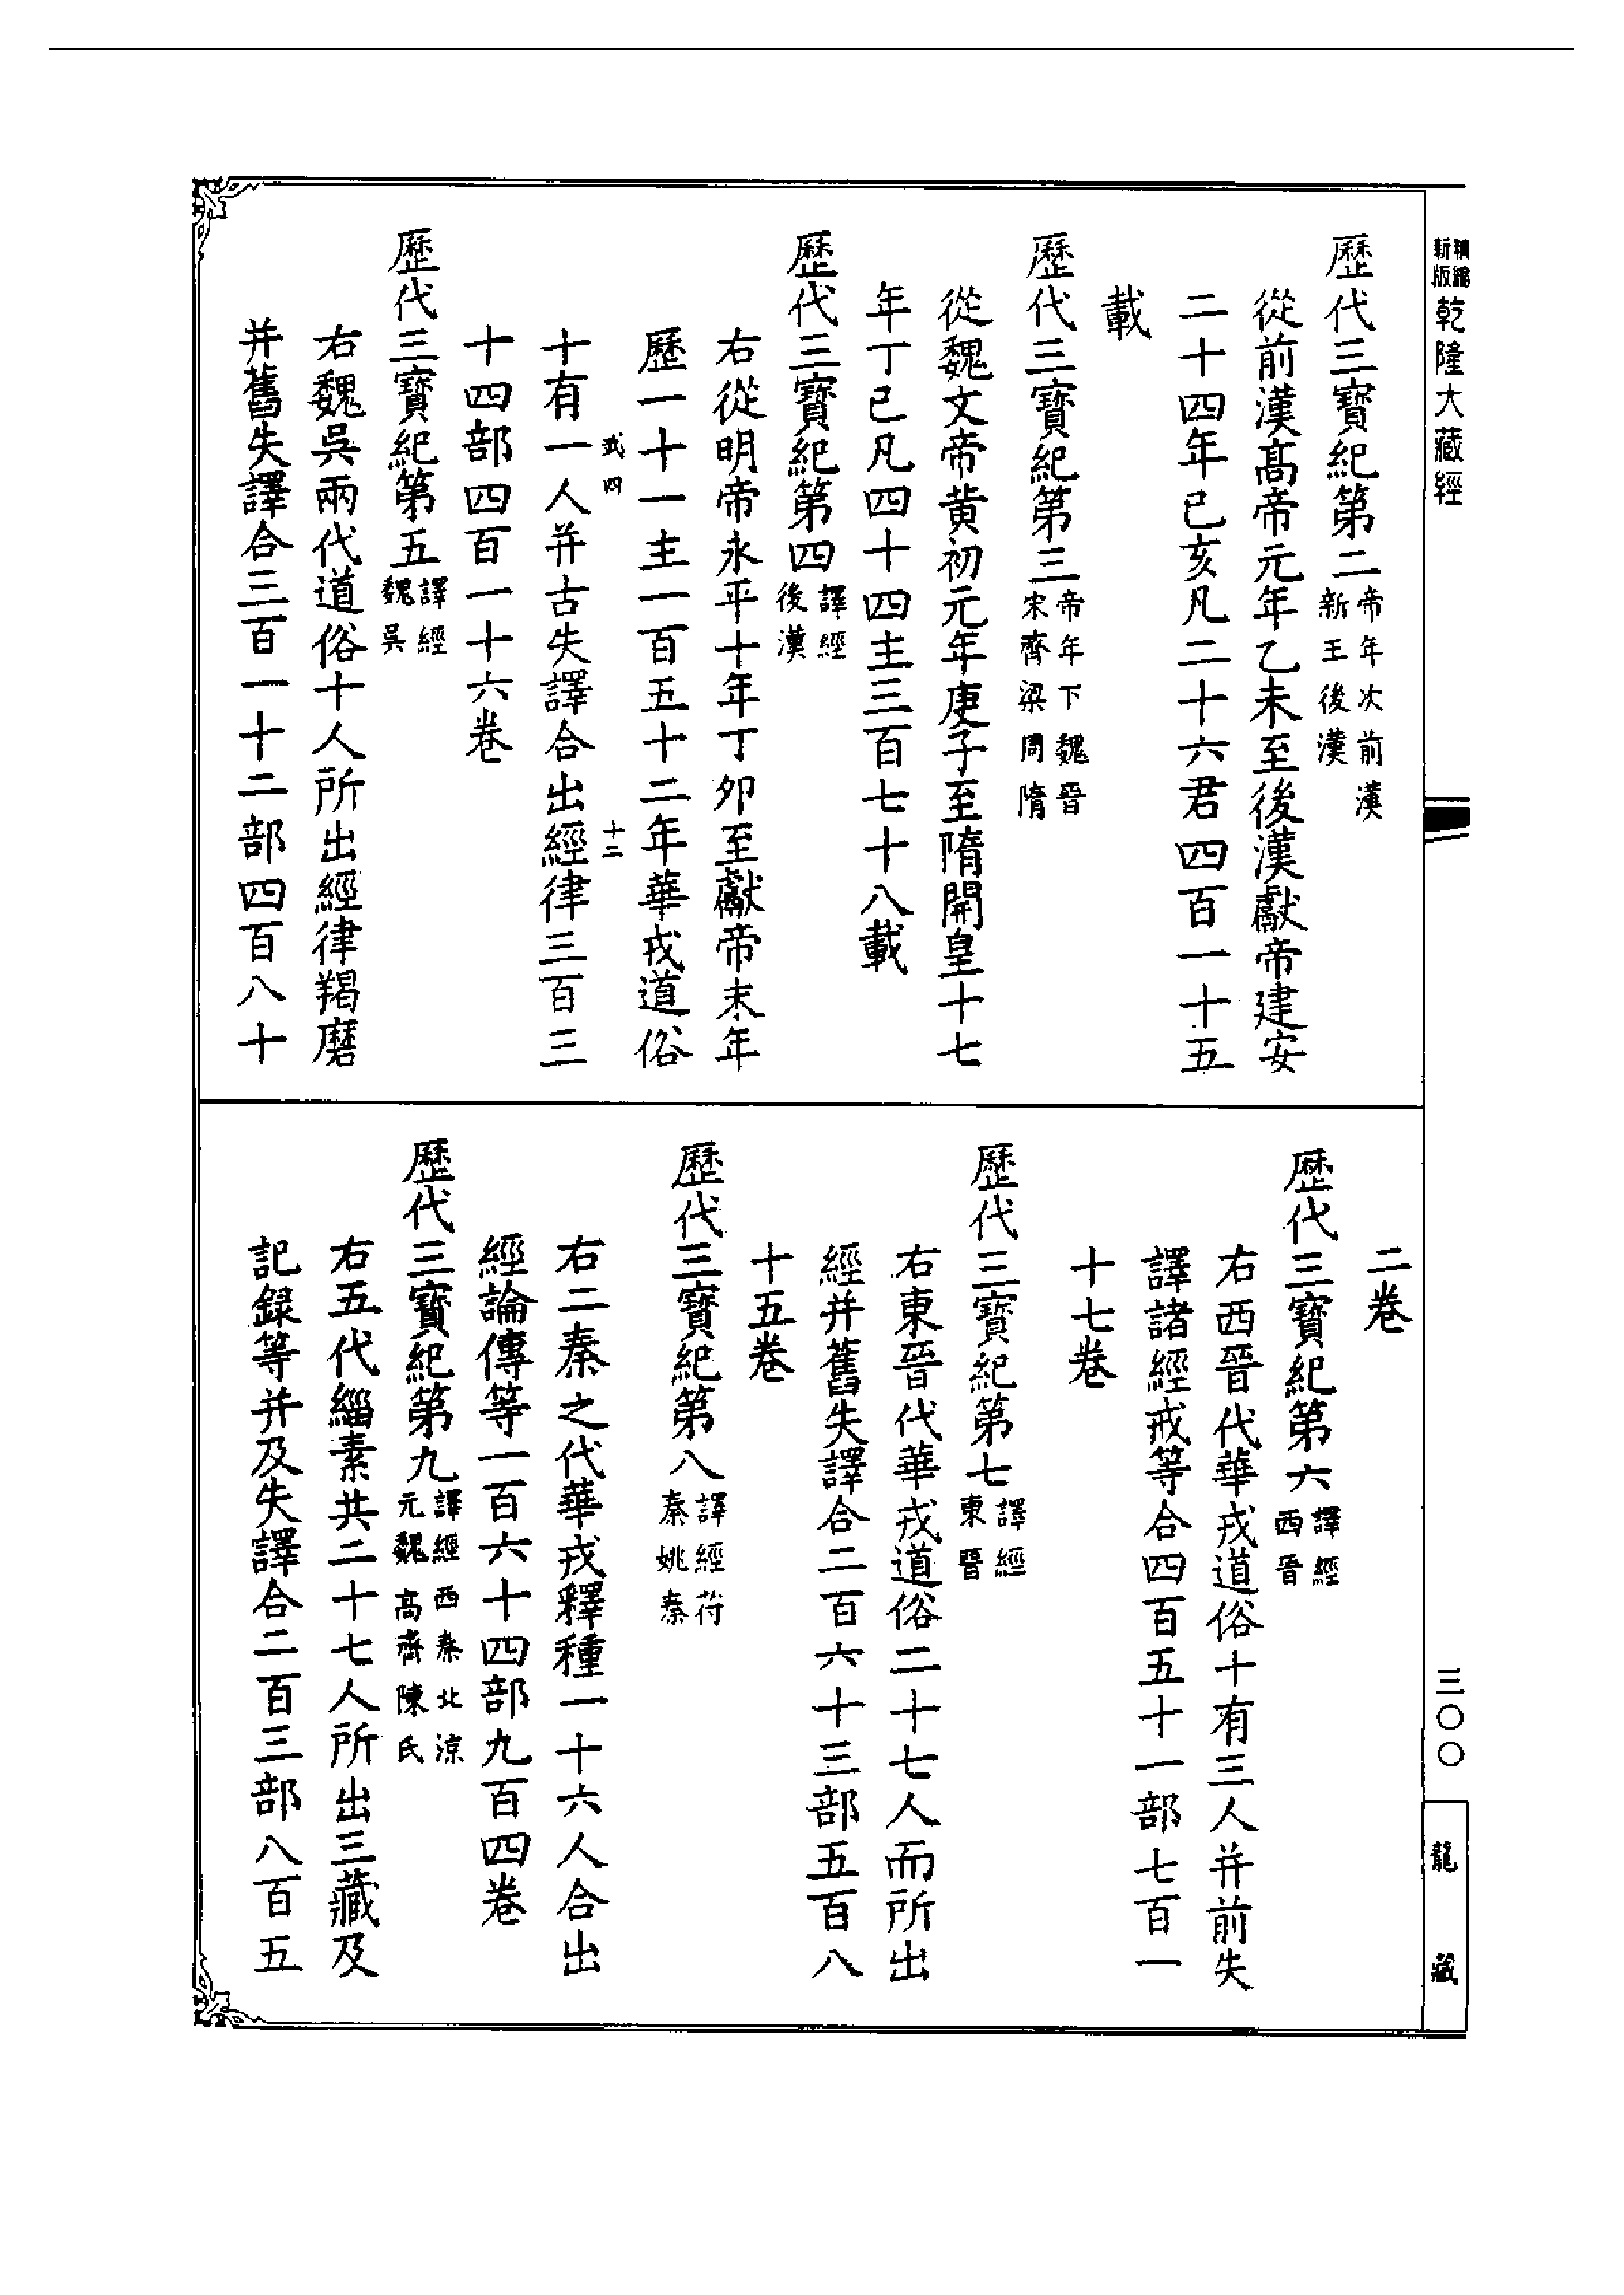 新版精縮乾隆大藏經
歷代三寶紀第二帝年次前漢新王後漢
從前漢髙帝元年乙未至後漢獻帝建安
二十四年已亥凡二十六君四百一十五
載
歷代三寶紀第三帝年下魏晉宋齊梁周隋
從魏文帝黄初元年庚子至隋開皇十七
年丁已凡四十四主三百七十八載
歷代三寶紀第四譯經後漢
右從明帝永平十年丁夘至獻帝末年
歷一十一主一百五十二年華戎道俗
十二
十有一人并古失譯合出經律三百三
十四部四百一十六卷
歷代三寶紀第五譯經魏吳
右魏吳兩代道俗十人所出經律羯磨
并舊失譯合三百一十二部四百八十
二卷
歷代三寶紀第六譯經西晉
右西晉代華戎道俗十有三人并前失
譯諸經戒等合四百五十一部七百一
十七卷
歷代三寶紀第七譯經東晉
右東晉代華戎道俗二十七人而所出
經并舊失譯合二百六十三部五百八
十五卷
歷代三寶紀第八譯經苻秦姚秦
右二秦之代華戎釋種一十六人合出
經論傳等一百六十四部九百四卷
歷代三寶紀第九譯經西秦北涼元魏髙齊陳氏
右五代緇素共二十七人所出三藏及
記録等并及失譯合二百三部八百五
三〇〇
龍藏